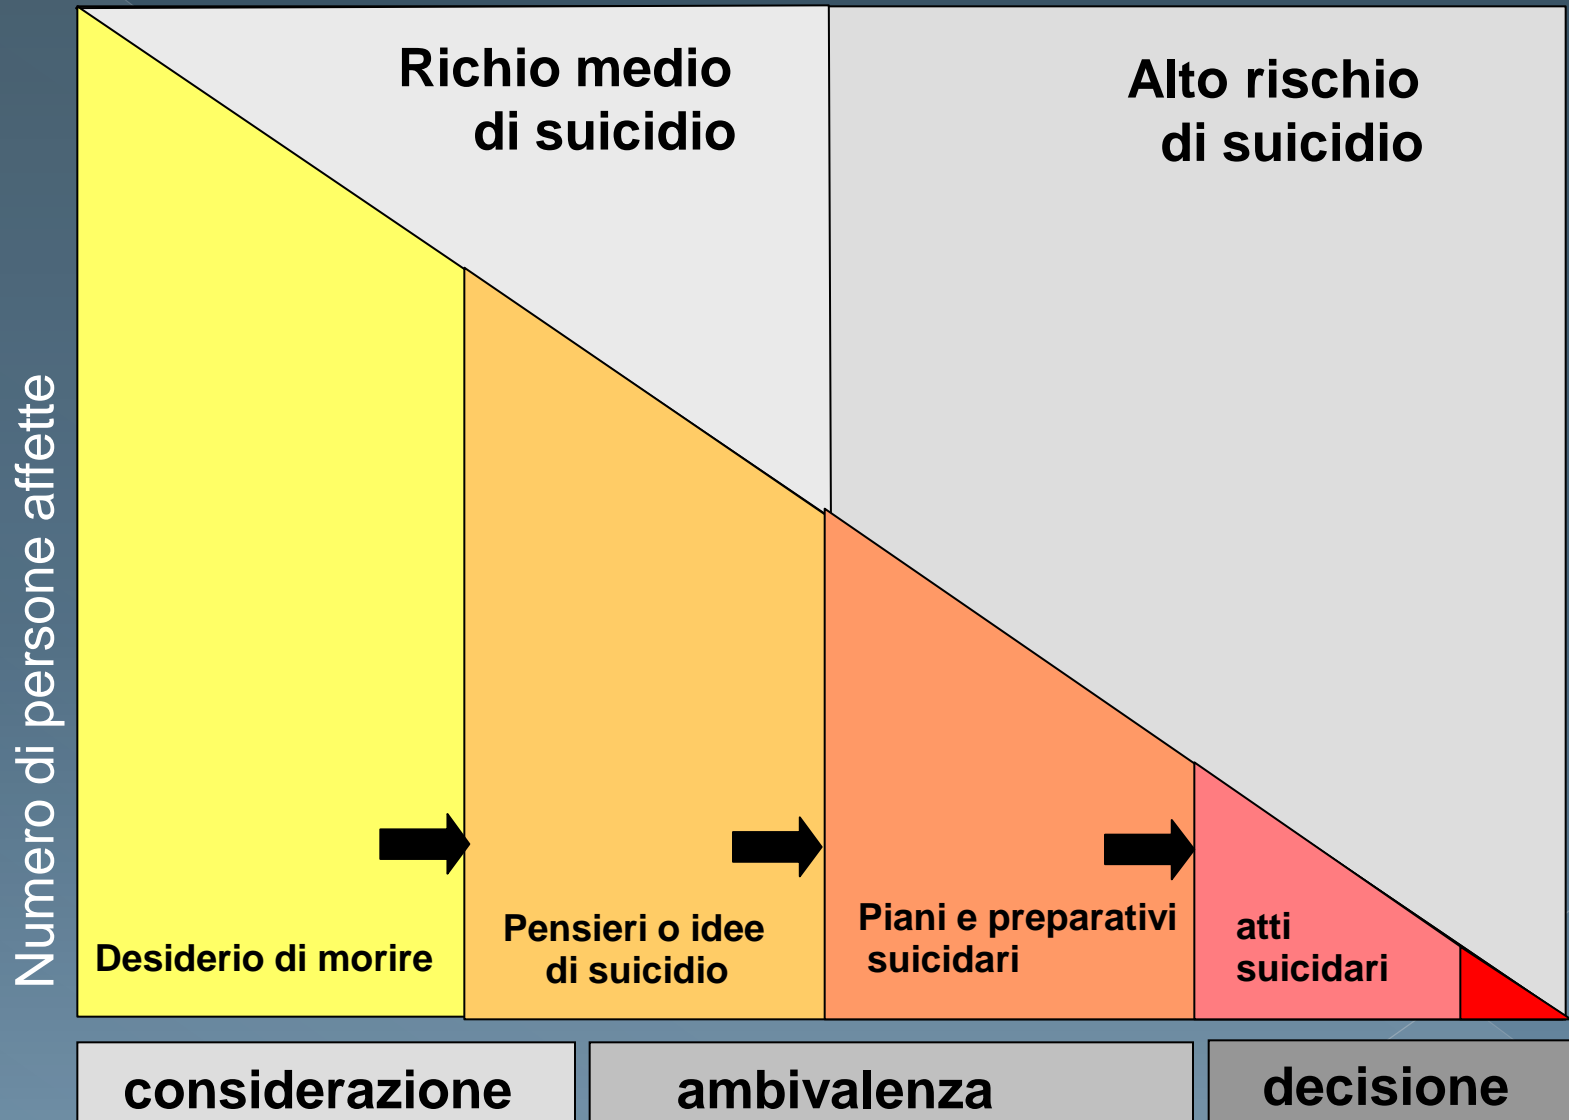 Richio medio
di suicidio
Alto rischio
di suicidio
Numero di persone affette
Desiderio di morire
Pensieri o idee
di suicidio
Piani e preparativi
suicidari
atti
suicidari
considerazione
ambivalenza
decisione